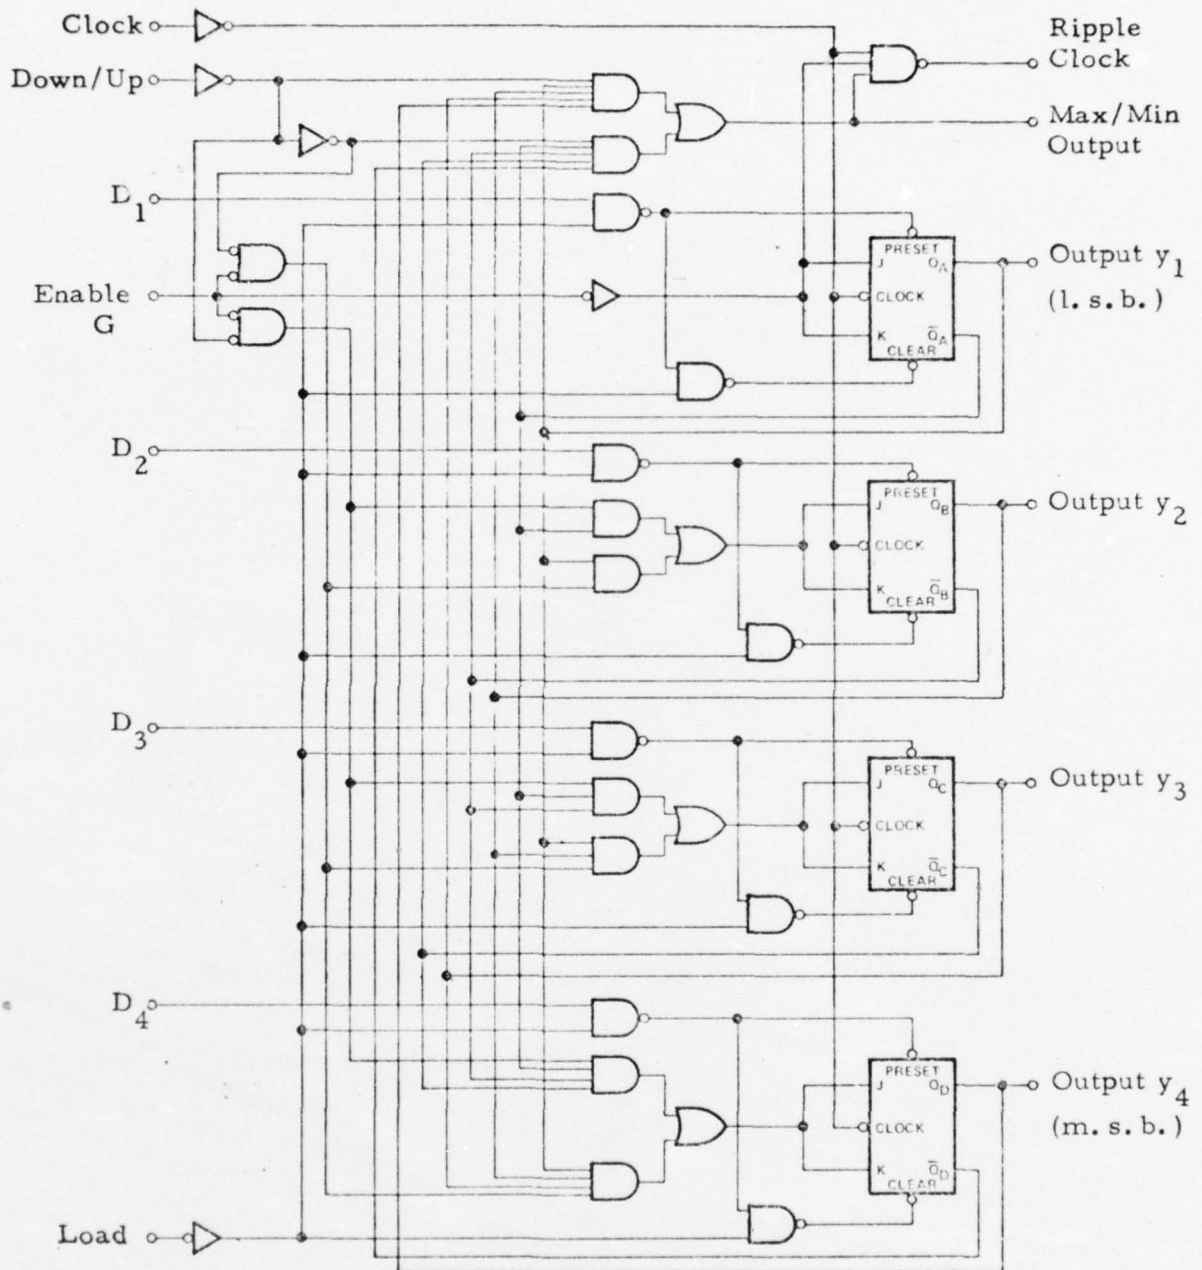 Clock
Ripple
Clock
Down/Up
Max/Min
Output
D1
PRESET
J QA
Output y1
(l. s. b.)
Enable
G
CLOCK
K Q̅A
CLEAR
D2
PRESET
J QB
Output y2
CLOCK
K Q̅B
CLEAR
D3
PRESET
J QC
Output y3
CLOCK
K Q̅C
CLEAR
D4
PRESET
J QD
Output y4
(m. s. b.)
CLOCK
K Q̅D
CLEAR
Load